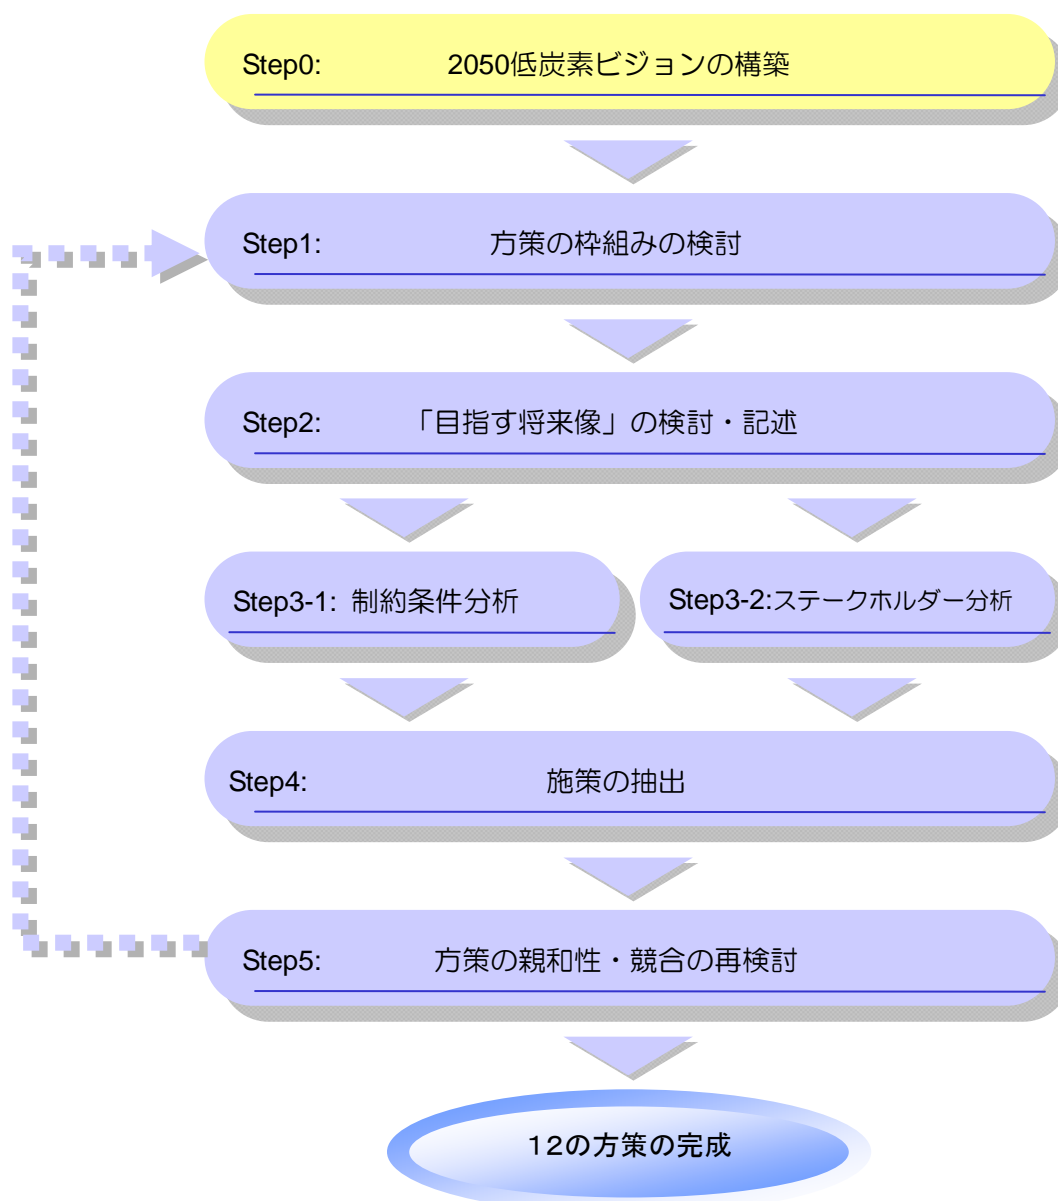 Step0: 2050低炭素ビジョンの構築
Step1: 方策の枠組みの検討
Step2: 「目指す将来像」の検討・記述
Step3-1: 制約条件分析
Step3-2:ステークホルダー分析
Step4: 施策の抽出
Step5: 方策の親和性・競合の再検討
12の方策の完成